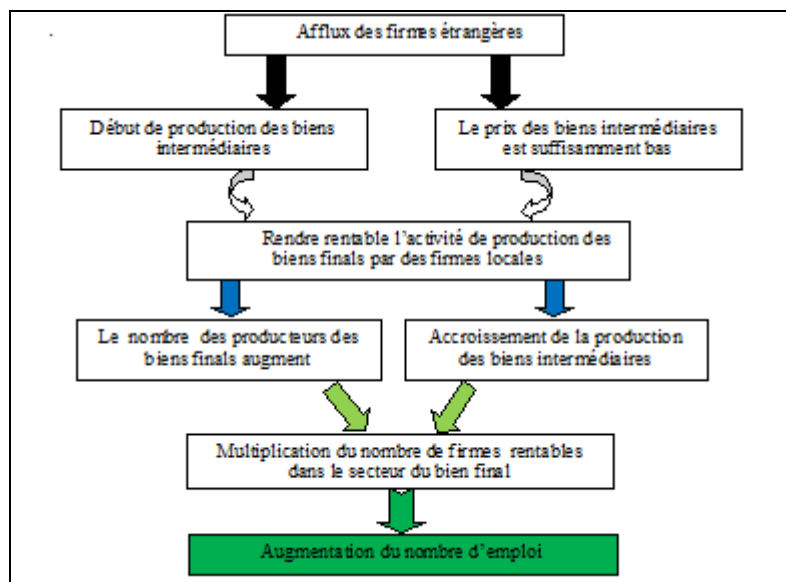 Afflux des firmes étrangères
Début de production des biens
intermédiaires
Le prix des biens intermédiaires
est suffisamment bas
Rendre rentable l'activité de production des
biens finals par des firmes locales
Le nombre des producteurs des
biens finals augment
Accroissement de la production
des biens intermédiaires
Multiplication du nombre de firmes rentables
dans le secteur du bien final
Augmentation du nombre d'emploi